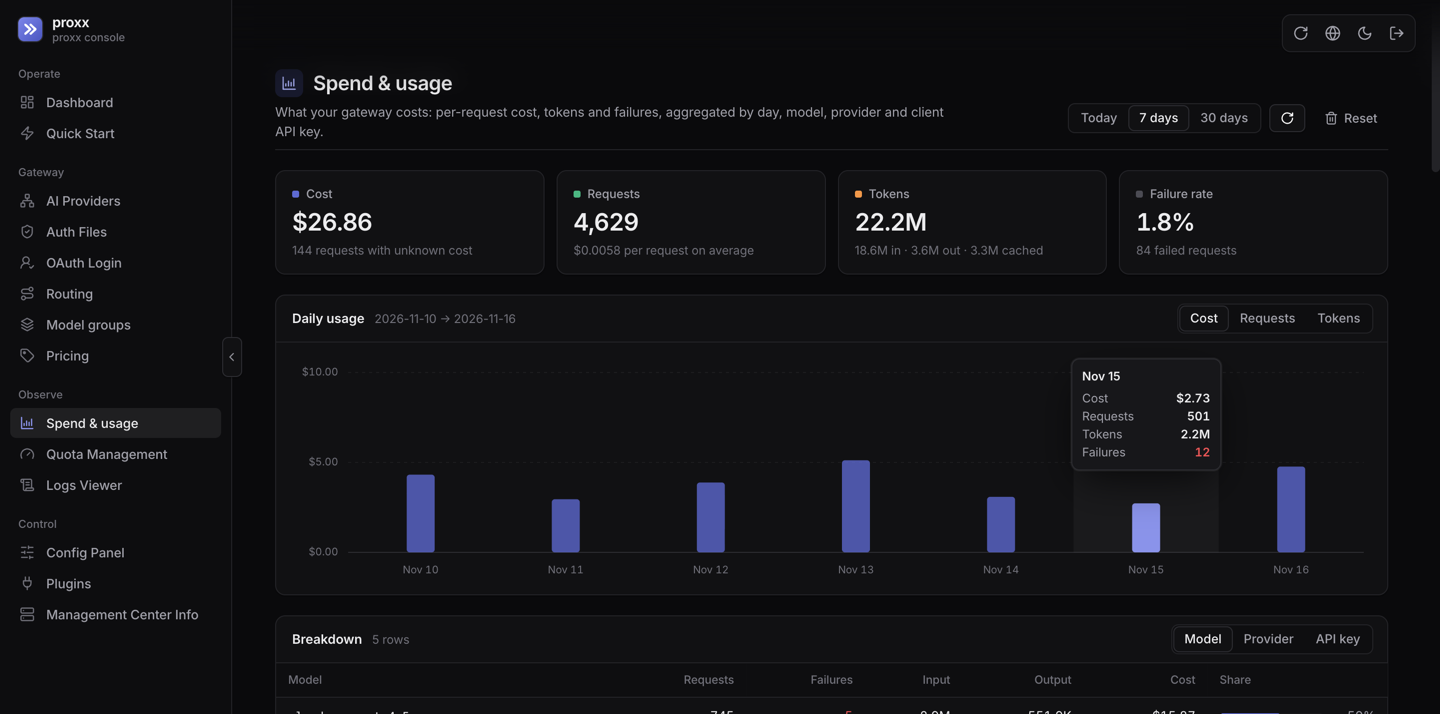 proxx
proxx console
Operate
Dashboard
Quick Start
Gateway
AI Providers
Auth Files
OAuth Login
Routing
Model groups
Pricing
Observe
Spend & usage
Quota Management
Logs Viewer
Control
Config Panel
Plugins
Management Center Info
Spend & usage
What your gateway costs: per-request cost, tokens and failures, aggregated by day, model, provider and client
API key.
Today 7 days 30 days Reset
Cost
$26.86
144 requests with unknown cost
Requests
4,629
$0.0058 per request on average
Tokens
22.2M
18.6M in · 3.6M out · 3.3M cached
Failure rate
1.8%
84 failed requests
Daily usage 2026-11-10 → 2026-11-16
Cost Requests Tokens
$10.00
$5.00
$0.00
Nov 15
Cost $2.73
Requests 501
Tokens 2.2M
Failures 12
Nov 10 Nov 11 Nov 12 Nov 13 Nov 14 Nov 15 Nov 16
Breakdown 5 rows
Model Provider API key
Model Requests Failures Input Output Cost Share